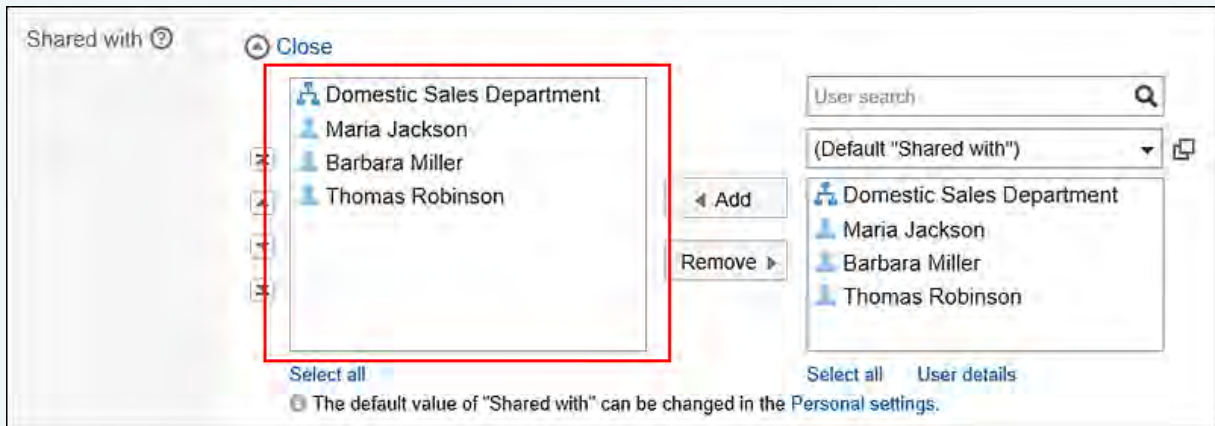 Shared with
Close
Domestic Sales Department
Maria Jackson
Barbara Miller
Thomas Robinson
Select all
Add
Remove
User search
(Default "Shared with")
Domestic Sales Department
Maria Jackson
Barbara Miller
Thomas Robinson
Select all User details
The default value of "Shared with" can be changed in the Personal settings.